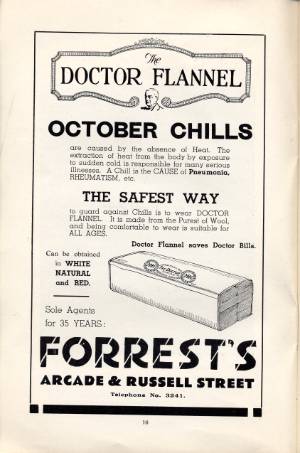 The
DOCTOR FLANNEL
OCTOBER CHILLS
are caused by the absence of Heat. The
extraction of heat from the body by exposure
to sudden cold is responsible for many serious
illnesses. A Chill is the CAUSE of Pneumonia,
RHEUMATISM, etc.
THE SAFEST WAY
to guard against Chills is to wear DOCTOR
FLANNEL. It is made from the Purest of Wool,
and being comfortable to wear is suitable for
ALL AGES.
Doctor Flannel saves Doctor Bills.
Can be obtained
in WHITE
NATURAL
and RED.
Sole Agents
for 35 YEARS:
FORREST'S
ARCADE & RUSSELL STREET
Telephone No. 3241.